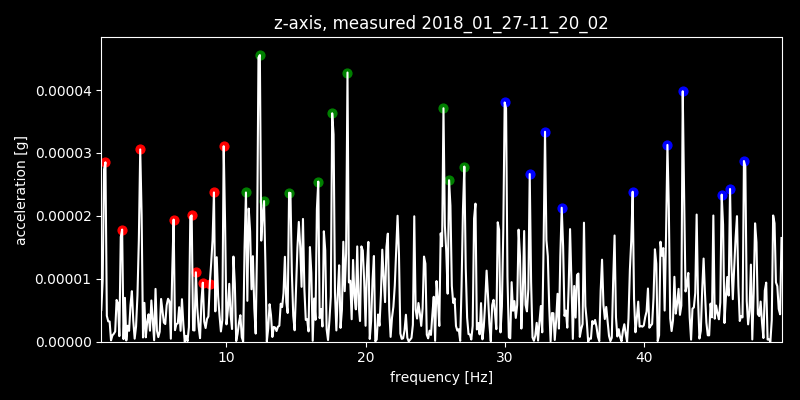 z-axis, measured 2018_01_27-11_20_02
0.00004
0.00003
0.00002
0.00001
0.00000
acceleration [g]
10 20 30 40
frequency [Hz]